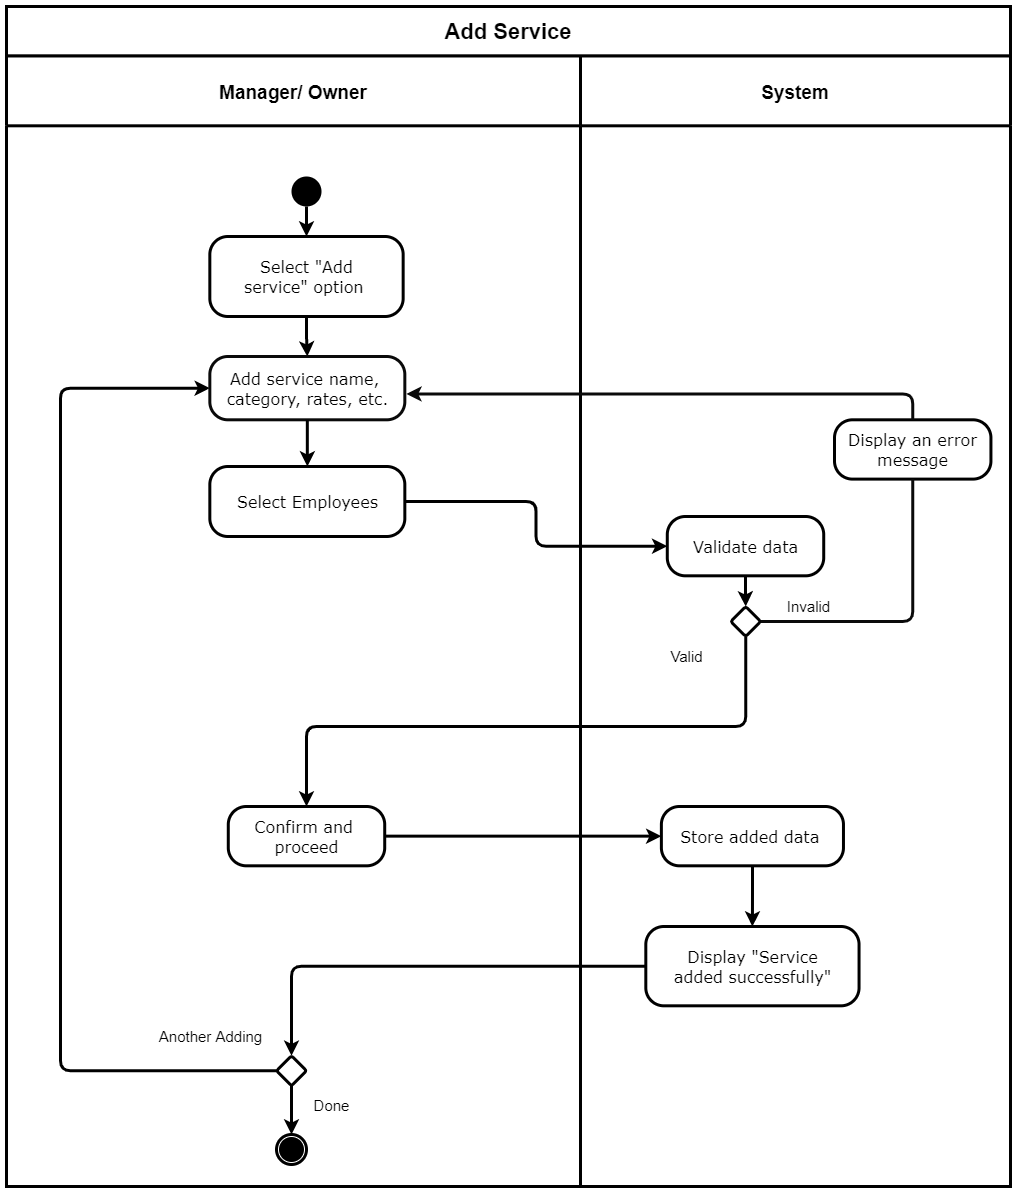 Add Service
Manager/ Owner
System
Select "Add
service" option
Add service name,
category, rates, etc.
Display an error
message
Select Employees
Validate data
Invalid
Valid
Confirm and
proceed
Store added data
Display "Service
added successfully"
Another Adding
Done